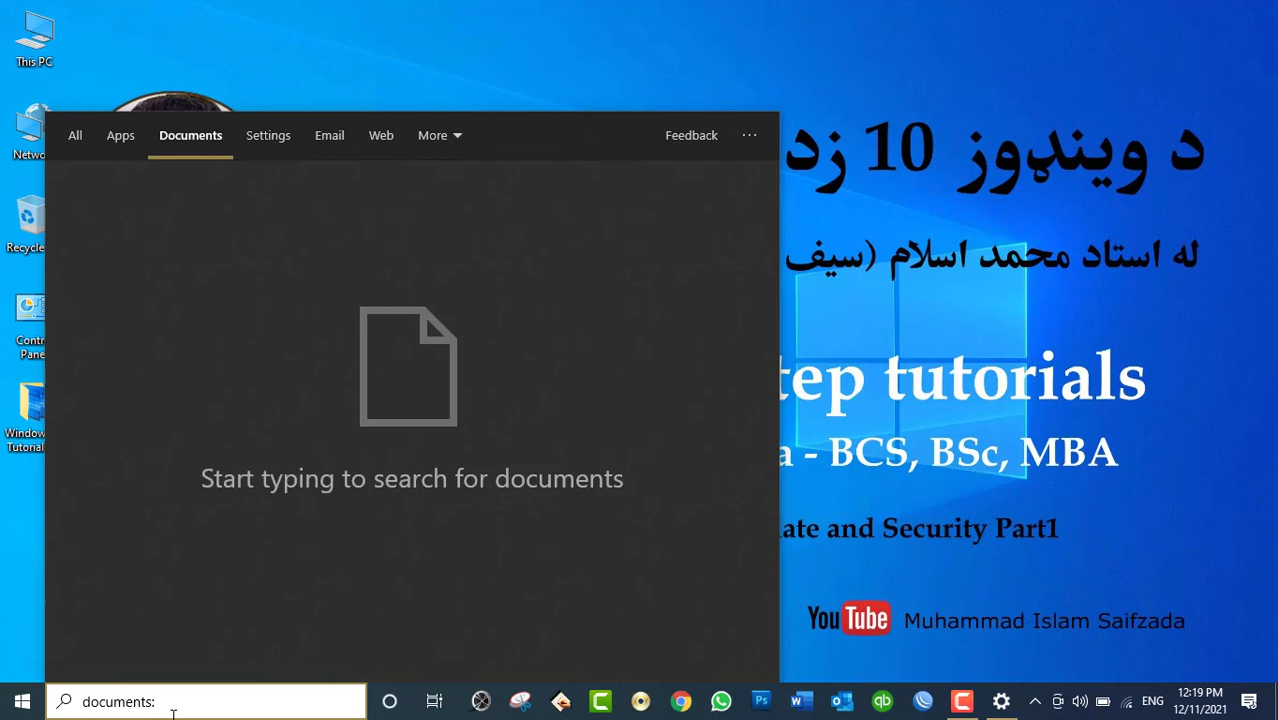 This PC
All Apps Documents Settings Email Web More Feedback ...
Netwo
Recycle
Contr
Pane
Window
Tutorial
Start typing to search for documents
د وینډوز 10 زد
له استاد محمد اسلام (سیف
tep tutorials
a - BCS, BSc, MBA
ate and Security Part1
YouTube Muhammad Islam Saifzada
documents:
ENG
12:19 PM
12/11/2021